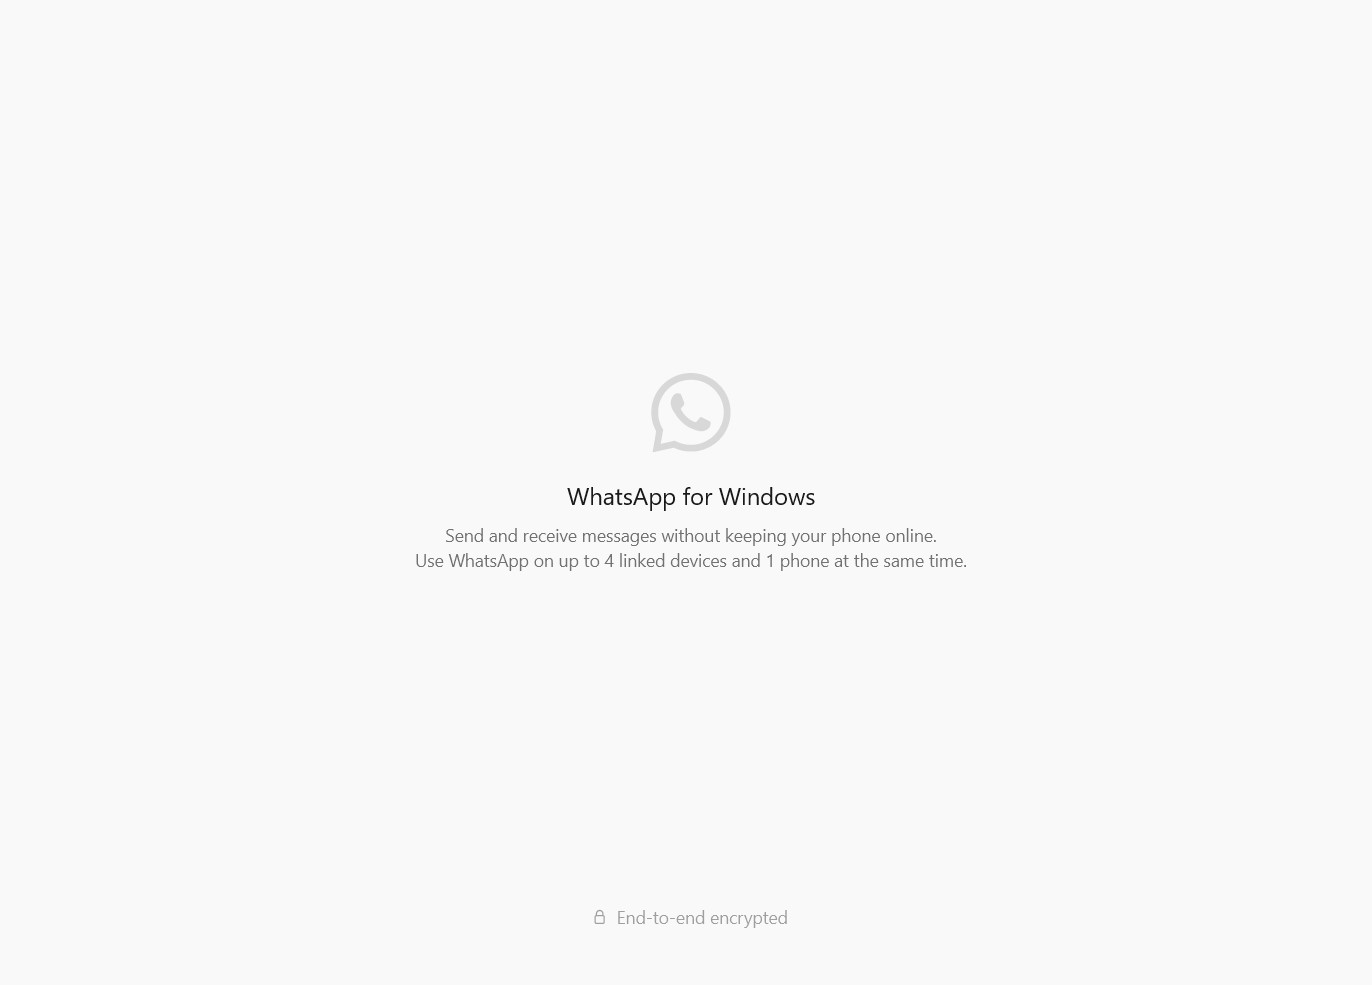 WhatsApp for Windows
Send and receive messages without keeping your phone online.
Use WhatsApp on up to 4 linked devices and 1 phone at the same time.
End-to-end encrypted